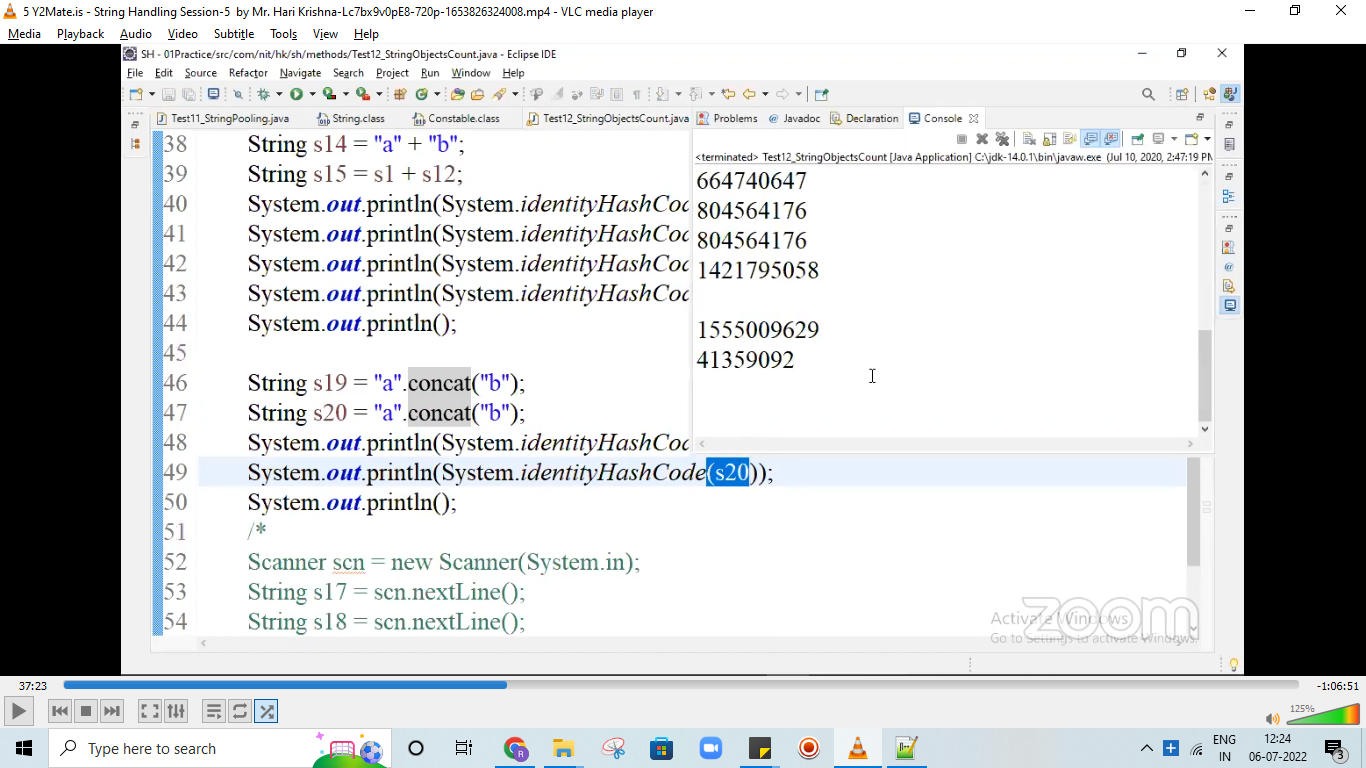 5 Y2Mate.is - String Handling Session-5  by Mr. Hari Krishna-Lc7bx9v0pE8-720p-1653826324008.mp4 - VLC media player
Media Playback Audio Video Subtitle Tools View Help
SH - 01Practice/src/com/nit/hk/sh/methods/Test12_StringObjectsCount.java - Eclipse IDE
File Edit Source Refactor Navigate Search Project Run Window Help
Test11_StringPooling.java String.class Constable.class Test12_StringObjectsCount.java Problems Javadoc Declaration Console
<terminated> Test12_StringObjectsCount [Java Application] C:\jdk-14.0.1\bin\javaw.exe (Jul 10, 2020, 2:47:19 PM
38 String s14 = "a" + "b";
39 String s15 = s1 + s12;
40 System.out.println(System.identityHashCod
41 System.out.println(System.identityHashCod
42 System.out.println(System.identityHashCod
43 System.out.println(System.identityHashCod
44 System.out.println();
45
46 String s19 = "a".concat("b");
47 String s20 = "a".concat("b");
48 System.out.println(System.identityHashCod
49 System.out.println(System.identityHashCode(s20));
50 System.out.println();
51 /*
52 Scanner scn = new Scanner(System.in);
53 String s17 = scn.nextLine();
54 String s18 = scn.nextLine();
664740647
804564176
804564176
1421795058
1555009629
41359092
zoom
Activate Windows
Go to Settings to activate Windows.
37:23
-1:06:51
125%
Type here to search
ENG
IN
12:24
06-07-2022
3